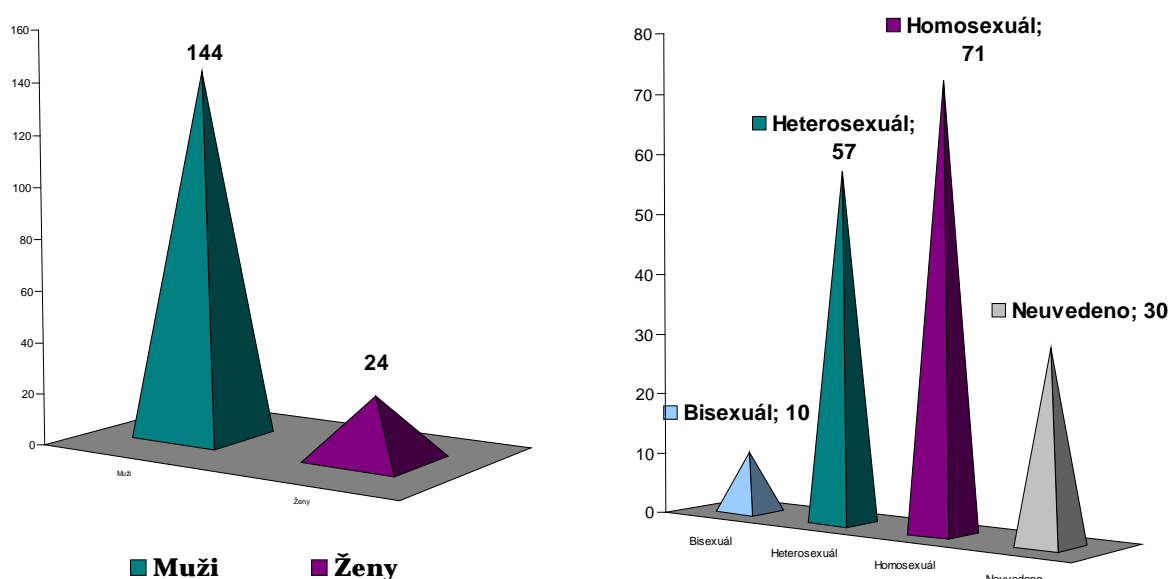 160
140
120
100
80
60
40
20
0
144
24
Muži
Ženy
Muži
Ženy
80
70
60
50
40
30
20
10
0
Homosexuál;
71
Heterosexuál;
57
Neuvedeno; 30
Bisexuál; 10
Bisexuál
Heterosexuál
Homosexuál
Neuvedeno